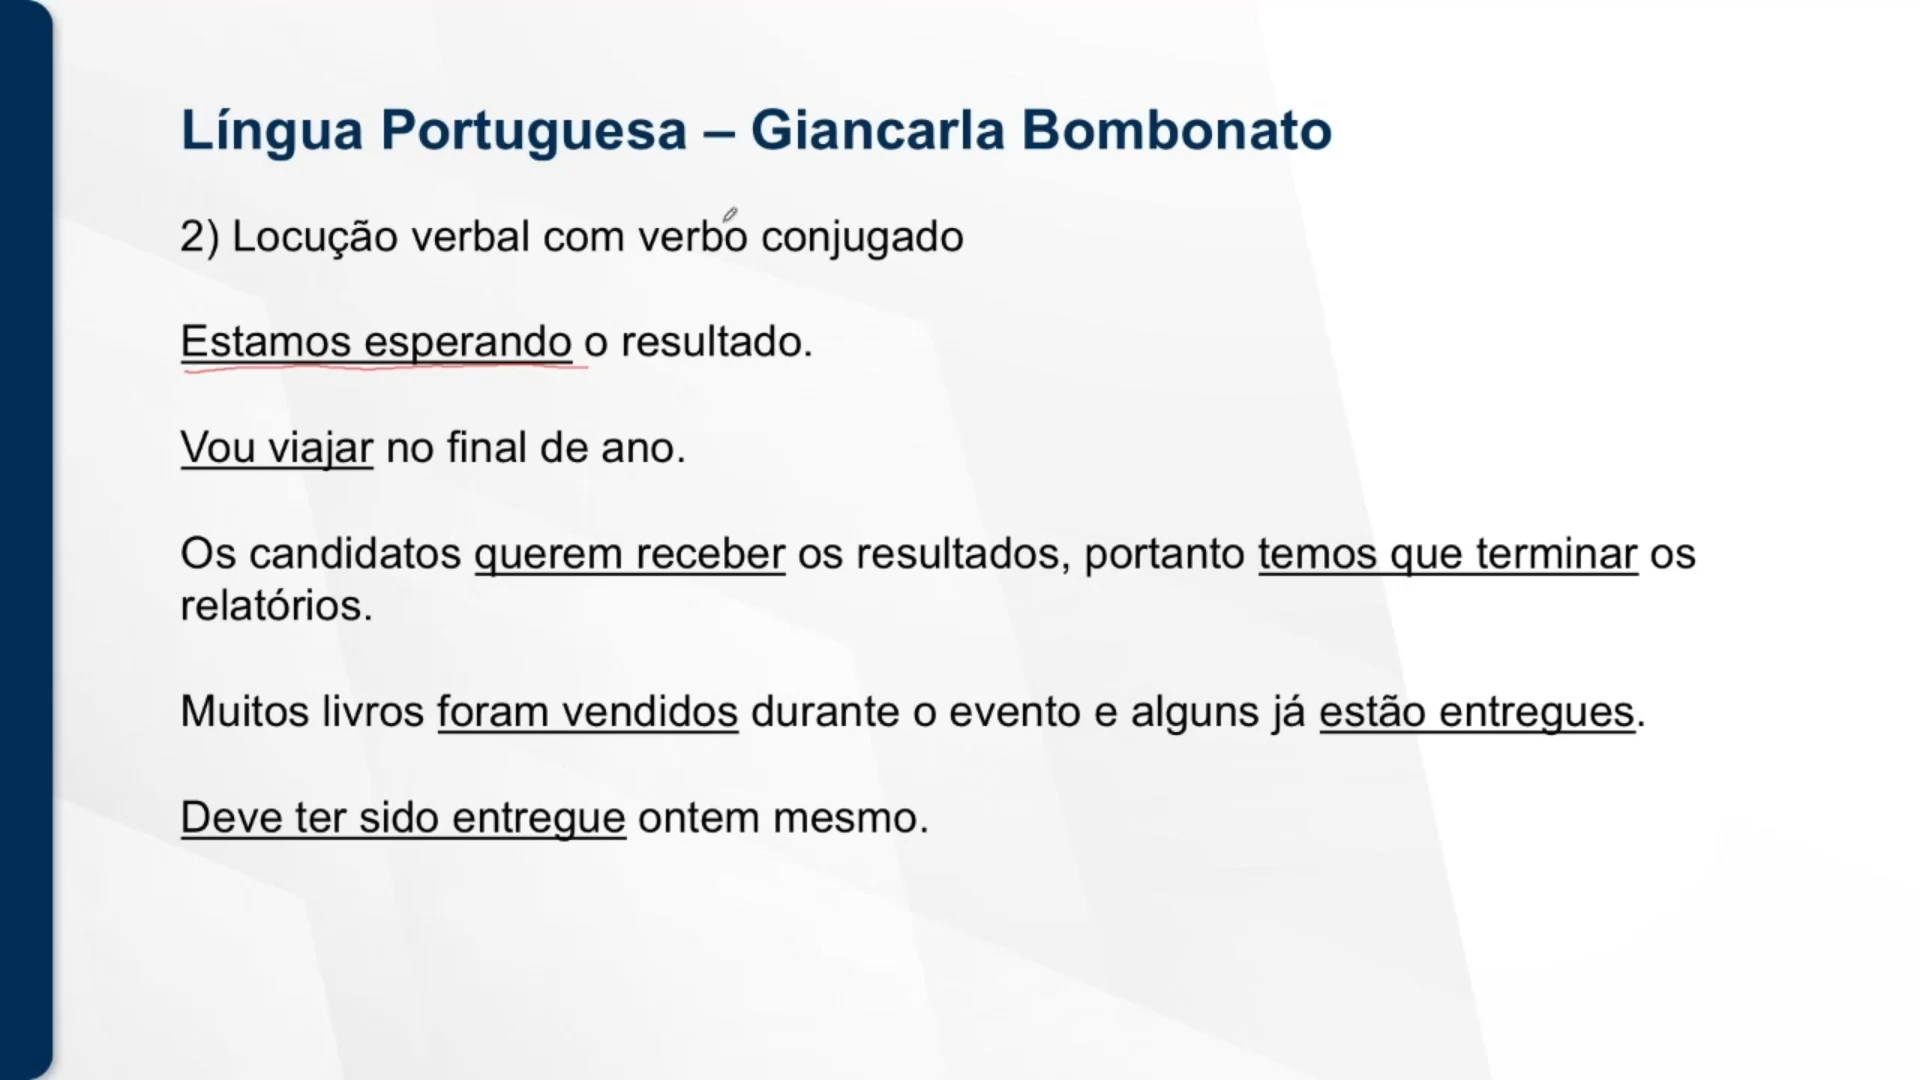 Língua Portuguesa – Giancarla Bombonato
2) Locução verbal com verbo conjugado
Estamos esperando o resultado.
Vou viajar no final de ano.
Os candidatos querem receber os resultados, portanto temos que terminar os
relatórios.
Muitos livros foram vendidos durante o evento e alguns já estão entregues.
Deve ter sido entregue ontem mesmo.